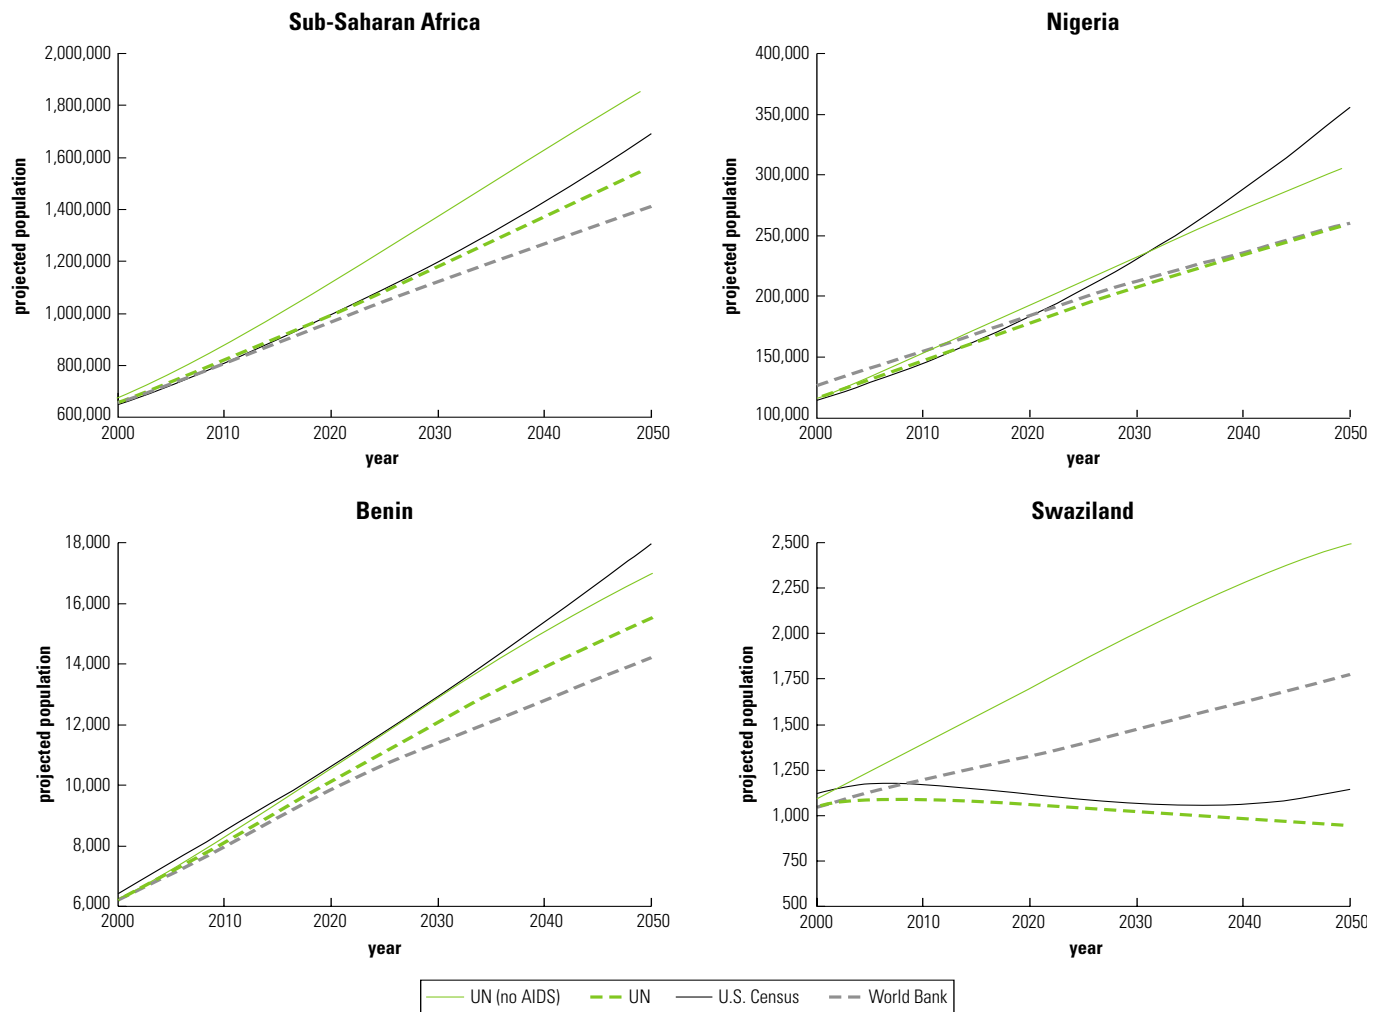 Sub-Saharan Africa
2,000,000
1,800,000
1,600,000
1,400,000
1,200,000
1,000,000
800,000
600,000
projected population
2000 2010 2020 2030 2040 2050
year
Nigeria
400,000
350,000
300,000
250,000
200,000
150,000
100,000
projected population
2000 2010 2020 2030 2040 2050
year
Benin
18,000
16,000
14,000
12,000
10,000
8,000
6,000
projected population
2000 2010 2020 2030 2040 2050
year
Swaziland
2,500
2,250
2,000
1,750
1,500
1,250
1,000
750
500
projected population
2000 2010 2020 2030 2040 2050
year
UN (no AIDS) UN U.S. Census World Bank